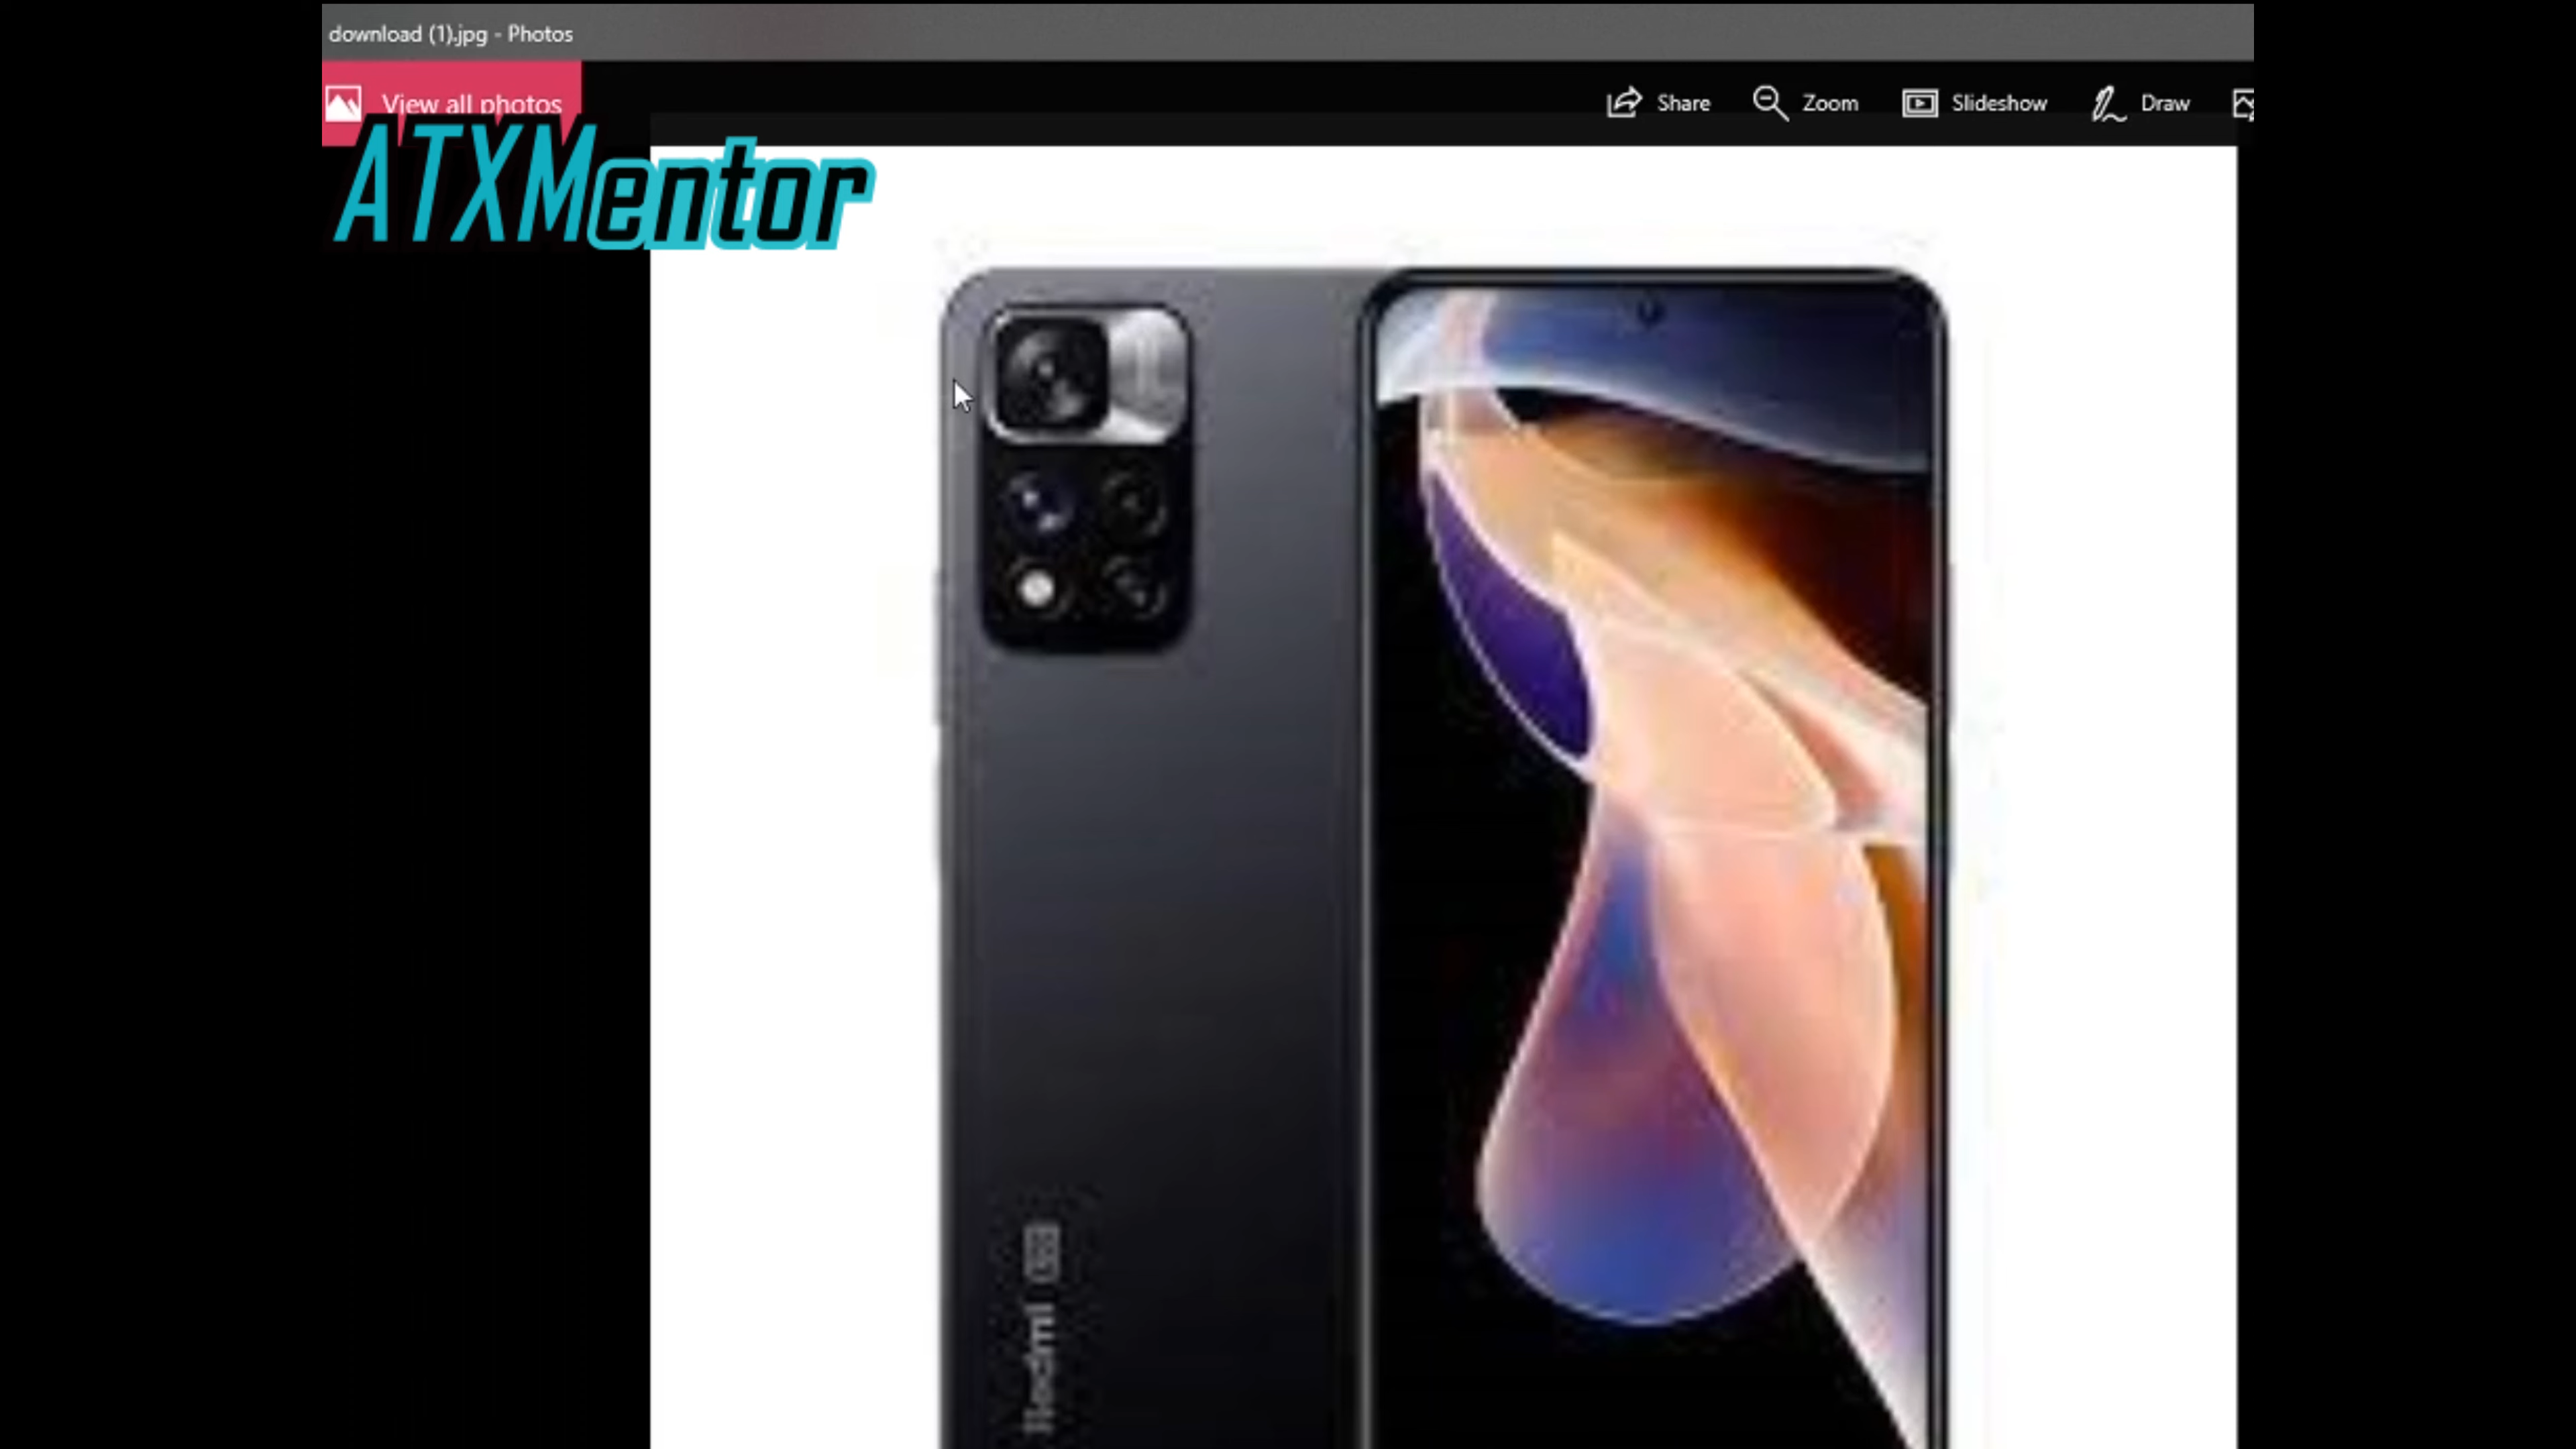 download (1).jpg - Photos
View all photos
Share Zoom Slideshow Draw
ATXMentor
Redmi